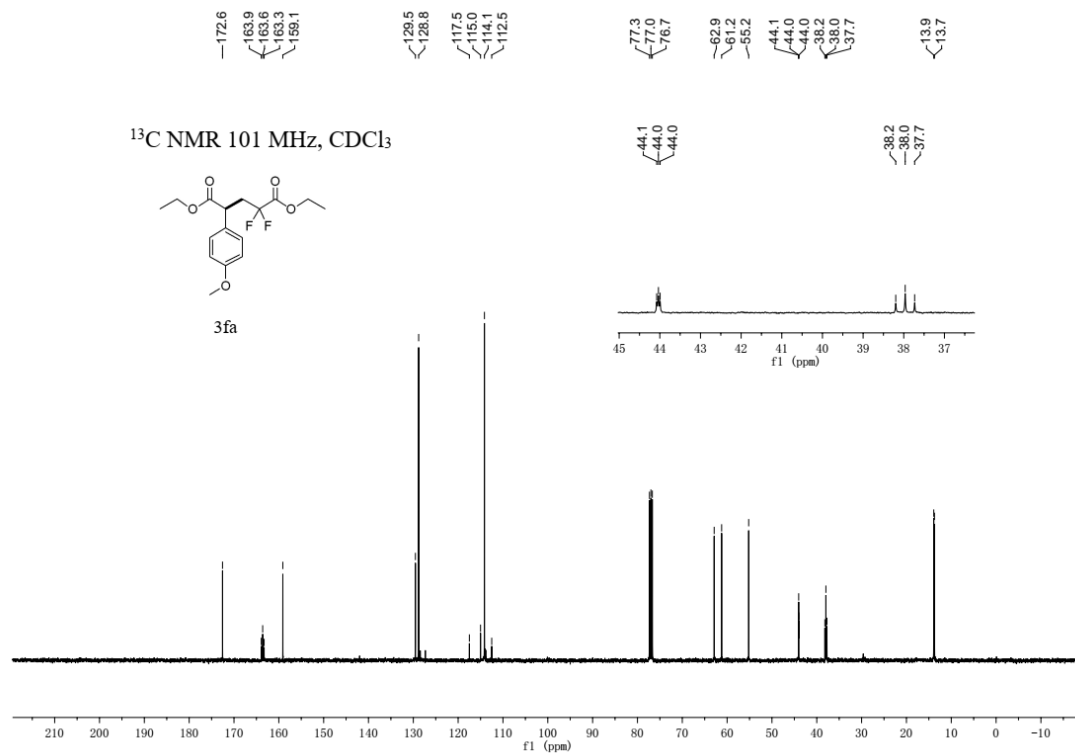 172.6
163.9
163.6
163.3
159.1
129.5
128.8
117.5
115.0
114.1
112.5
77.3
77.0
76.7
62.9
61.2
55.2
44.1
44.0
44.0
38.2
38.0
37.7
13.9
13.7
¹³C NMR 101 MHz, CDCl₃
44.1
44.0
44.0
38.2
38.0
37.7
O
O
O
O
F
F
O
3fa
45 44 43 42 41 40 39 38 37
f1 (ppm)
210 200 190 180 170 160 150 140 130 120 110 100 90 80 70 60 50 40 30 20 10 0 -10
f1 (ppm)